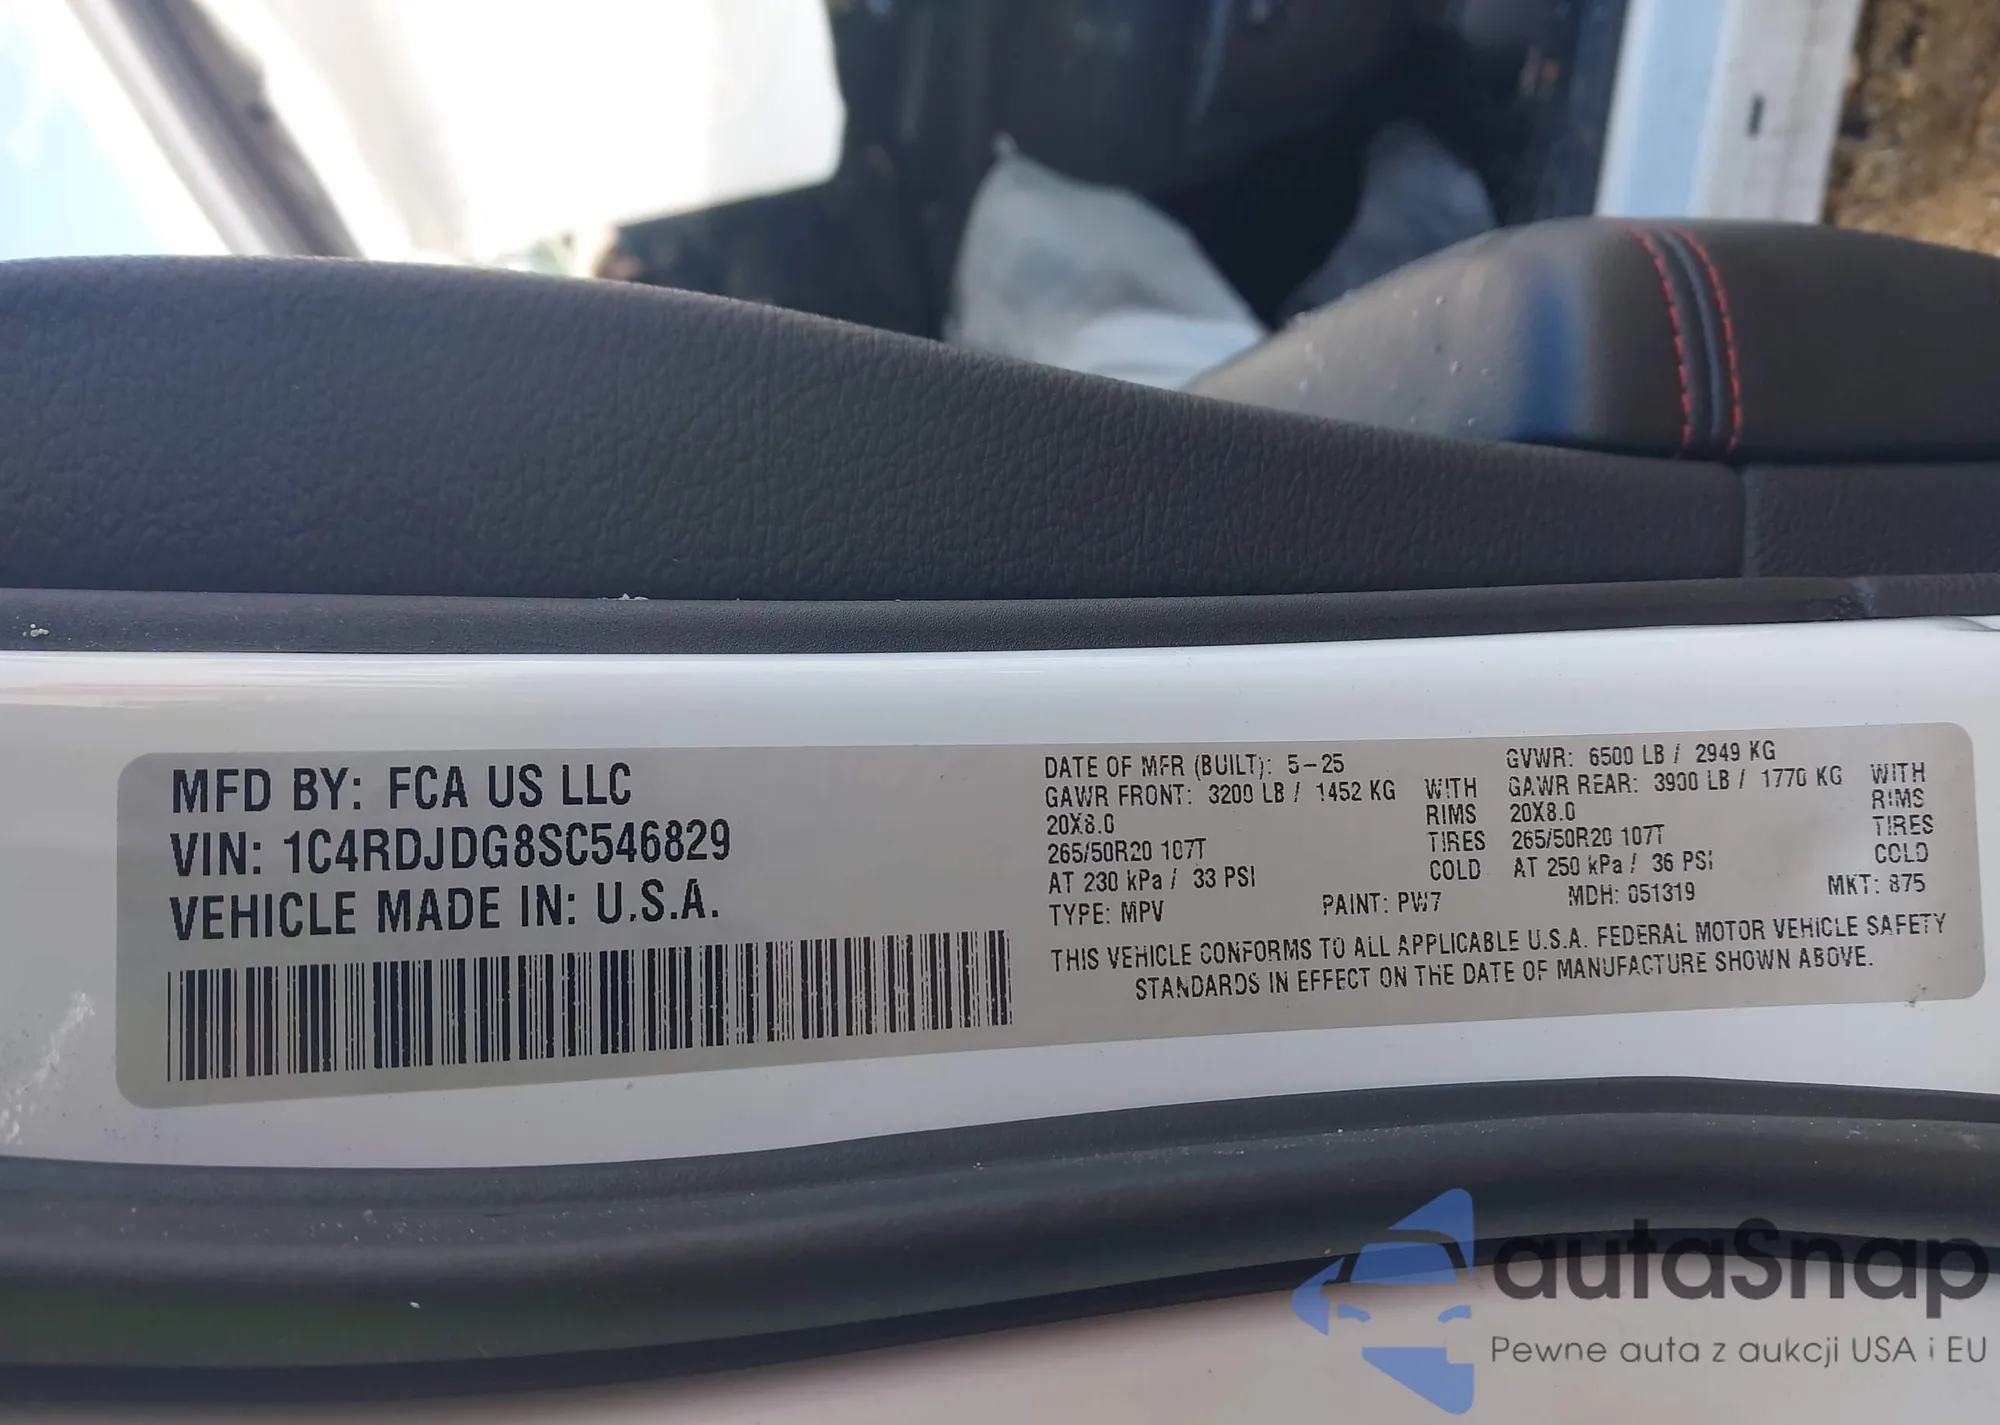 MFD BY: FCA US LLC
VIN: 1C4RDJDG8SC546829
VEHICLE MADE IN: U.S.A.
DATE OF MFR (BUILT): 5-25
GVWR: 6500 LB / 2949 KG
GAWR FRONT: 3200 LB / 1452 KG WITH
GAWR REAR: 3900 LB / 1770 KG WITH
20X8.0 RIMS
20X8.0 RIMS
265/50R20 107T TIRES
265/50R20 107T TIRES
AT 230 kPa / 33 PSI COLD
AT 250 kPa / 36 PSI COLD
TYPE: MPV PAINT: PW7 MDH: 051319 MKT: 875
THIS VEHICLE CONFORMS TO ALL APPLICABLE U.S.A. FEDERAL MOTOR VEHICLE SAFETY
STANDARDS IN EFFECT ON THE DATE OF MANUFACTURE SHOWN ABOVE.
autaSnap
Pewne auta z aukcji USA i EU